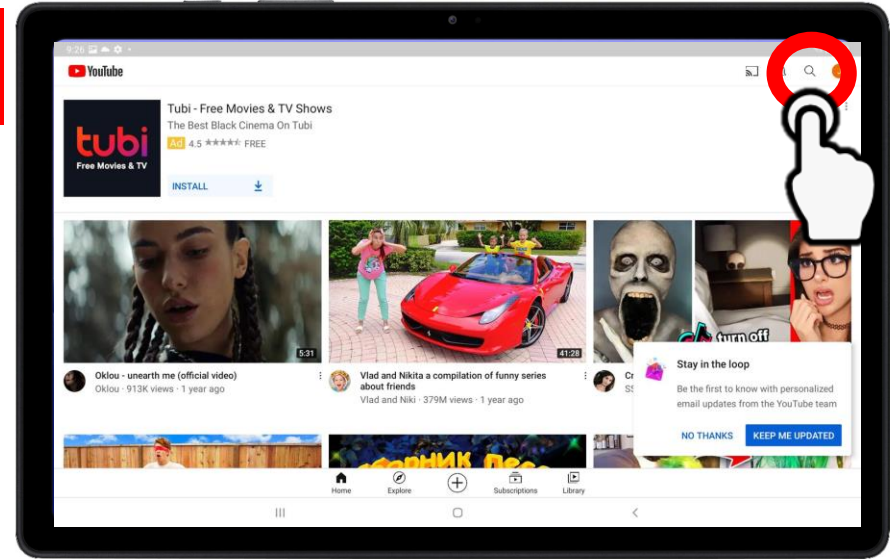 9:26
YouTube
Tubi - Free Movies & TV Shows
The Best Black Cinema On Tubi
Ad 4.5 FREE
INSTALL
tubi
Free Movies & TV
turn off
5:31
41:28
Oklou - unearth me (official video)
Oklou · 913K views · 1 year ago
Vlad and Nikita a compilation of funny series
about friends
Vlad and Niki · 379M views · 1 year ago
Stay in the loop
Be the first to know with personalized
email updates from the YouTube team
NO THANKS KEEP ME UPDATED
Home Explore Subscriptions Library